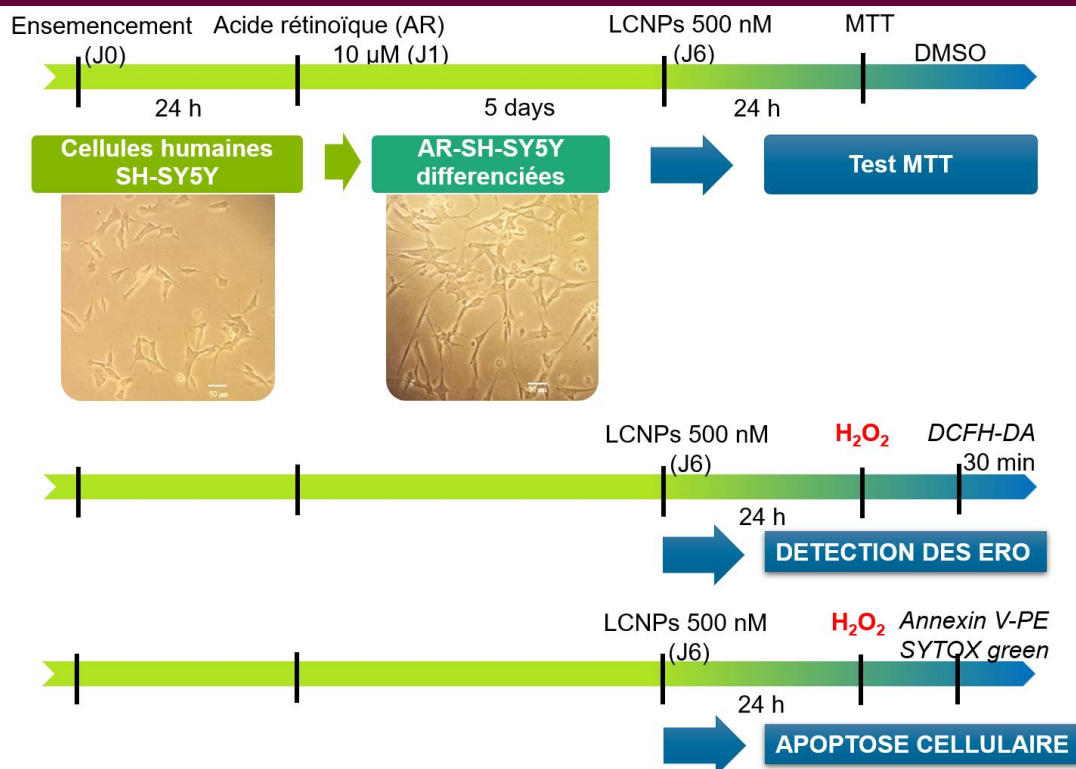 Ensemencement
(J0)
Acide rétinoïque (AR)
10 µM (J1)
LCNPs 500 nM
(J6)
MTT
DMSO
24 h
5 days
24 h
Cellules humaines
SH-SY5Y
AR-SH-SY5Y
differenciées
Test MTT
50 µm
50 µm
LCNPs 500 nM
(J6)
H₂O₂
DCFH-DA
30 min
24 h
DETECTION DES ERO
LCNPs 500 nM
(J6)
H₂O₂
Annexin V-PE
SYTOX green
24 h
APOPTOSE CELLULAIRE